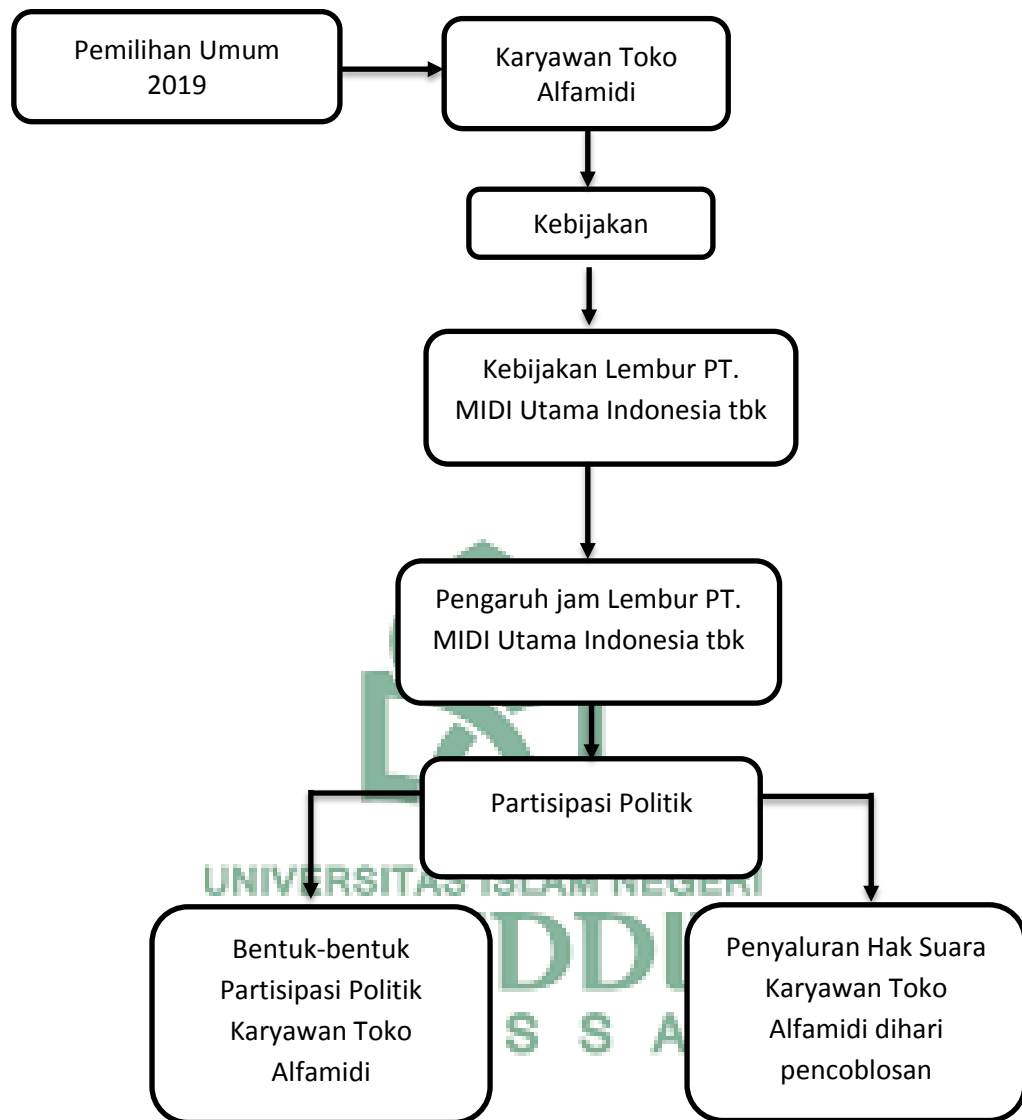 Pemilihan Umum
2019
Karyawan Toko
Alfamidi
Kebijakan
Kebijakan Lembur PT.
MIDI Utama Indonesia tbk
Pengaruh jam Lembur PT.
MIDI Utama Indonesia tbk
Partisipasi Politik
UNIVERSITAS ISLAM NEGERI
Bentuk-bentuk
Partisipasi Politik
Karyawan Toko
Alfamidi
Penyaluran Hak Suara
Karyawan Toko
Alfamidi dihari
pencoblosan